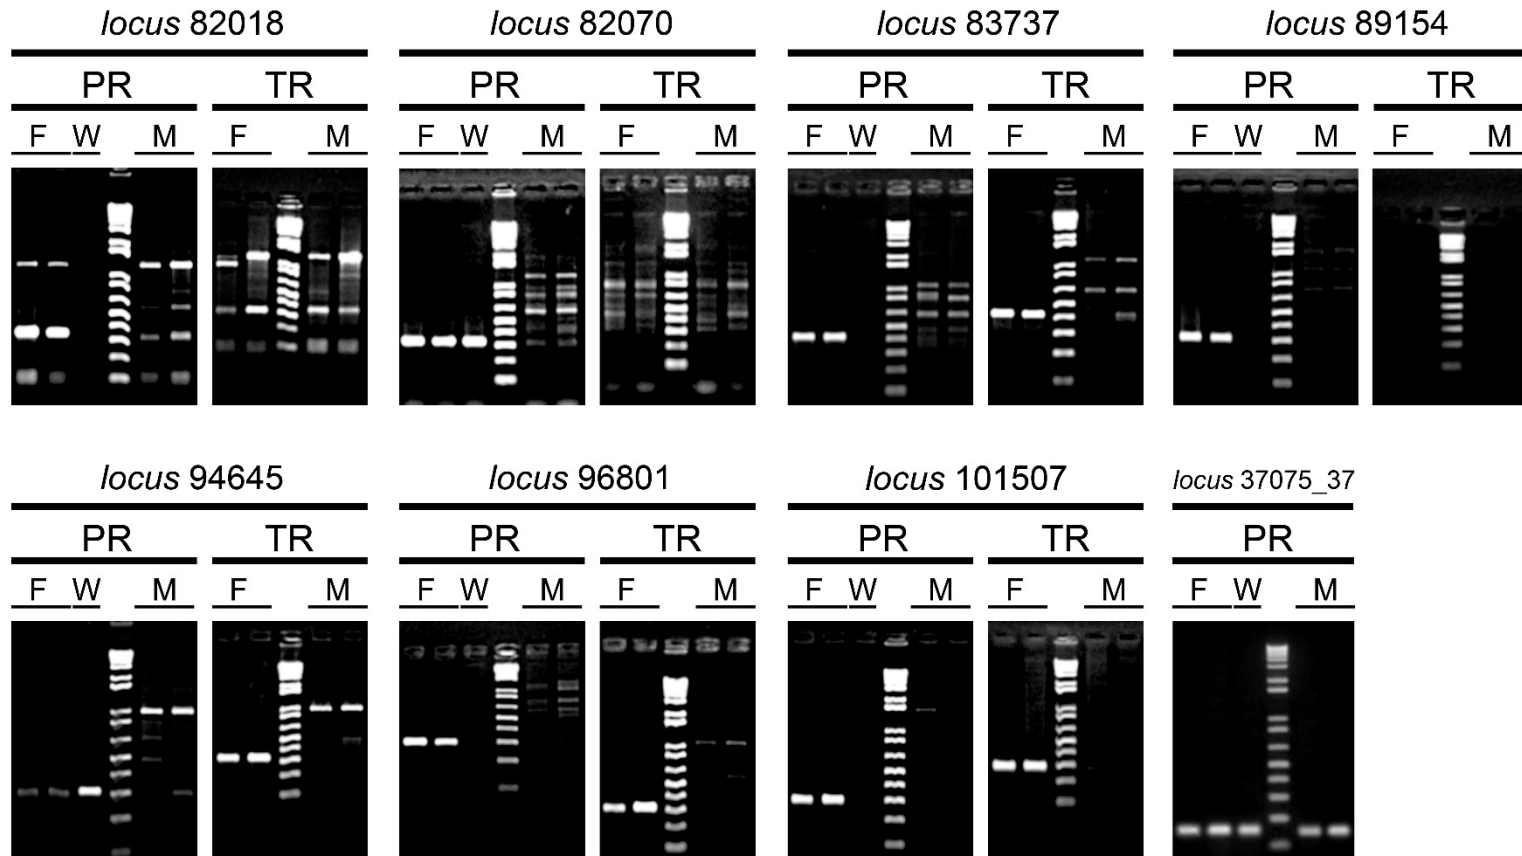 locus 82018 locus 82070 locus 83737 locus 89154
PR TR PR TR PR TR PR TR
F W M F M F W M F M F W M F M F W M F M
locus 94645 locus 96801 locus 101507 locus 37075_37
PR TR PR TR PR TR PR
F W M F M F W M F M F W M F M F W M